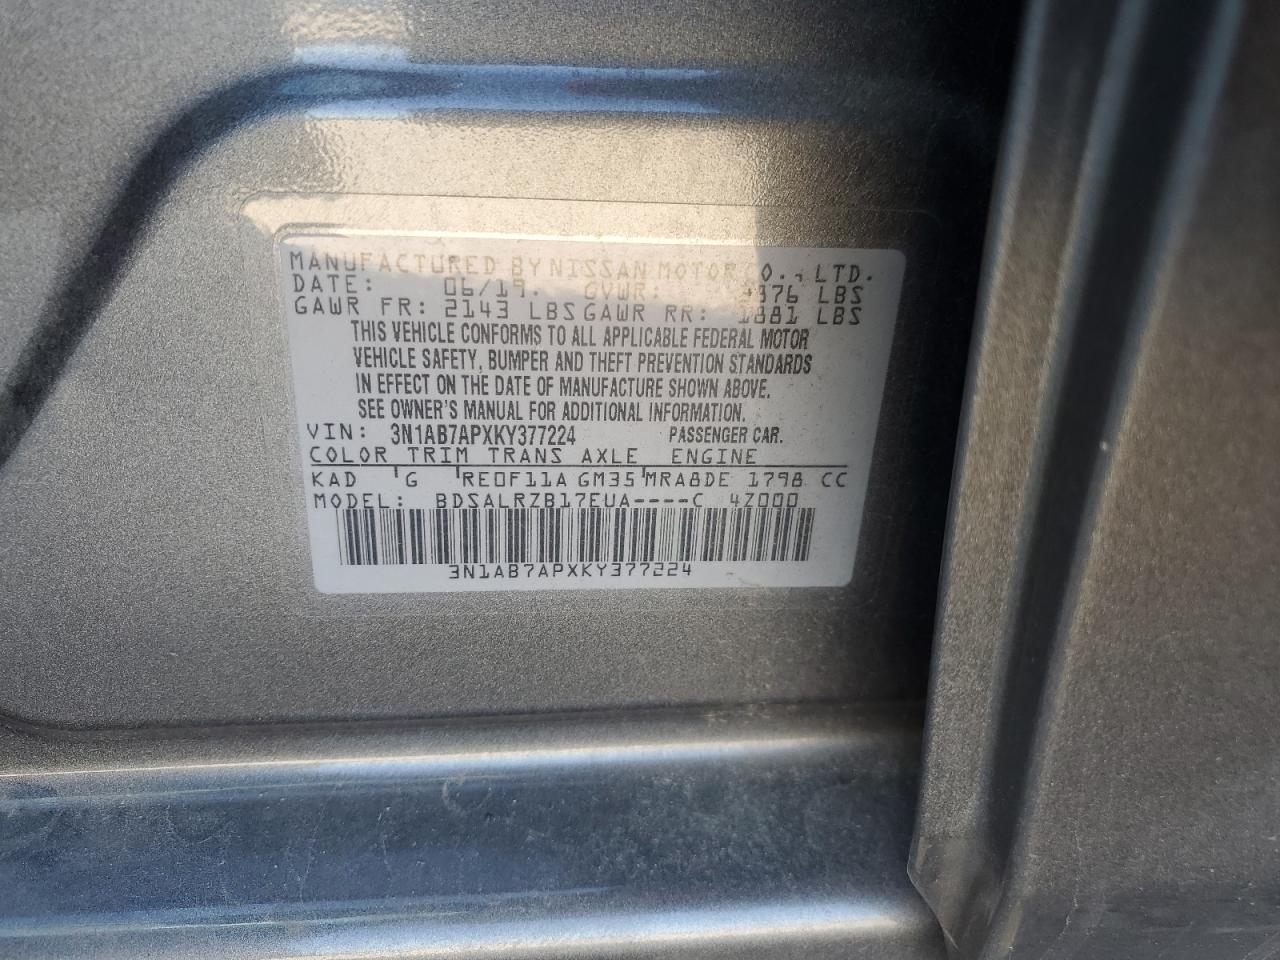 MANUFACTURED BY NISSAN MOTOR CO., LTD.
DATE: 06/19. GVWR: 3976 LBS
GAWR FR: 2143 LBS GAWR RR: 1881 LBS
THIS VEHICLE CONFORMS TO ALL APPLICABLE FEDERAL MOTOR
VEHICLE SAFETY, BUMPER AND THEFT PREVENTION STANDARDS
IN EFFECT ON THE DATE OF MANUFACTURE SHOWN ABOVE.
SEE OWNER'S MANUAL FOR ADDITIONAL INFORMATION.
VIN: 3N1AB7APXKY377224 PASSENGER CAR.
COLOR TRIM TRANS AXLE ENGINE
KAD G RE0F11A GM35 MRA8DE 1798 CC
MODEL: BDSALRZB17EUA----C 4Z000
3N1AB7APXKY377224